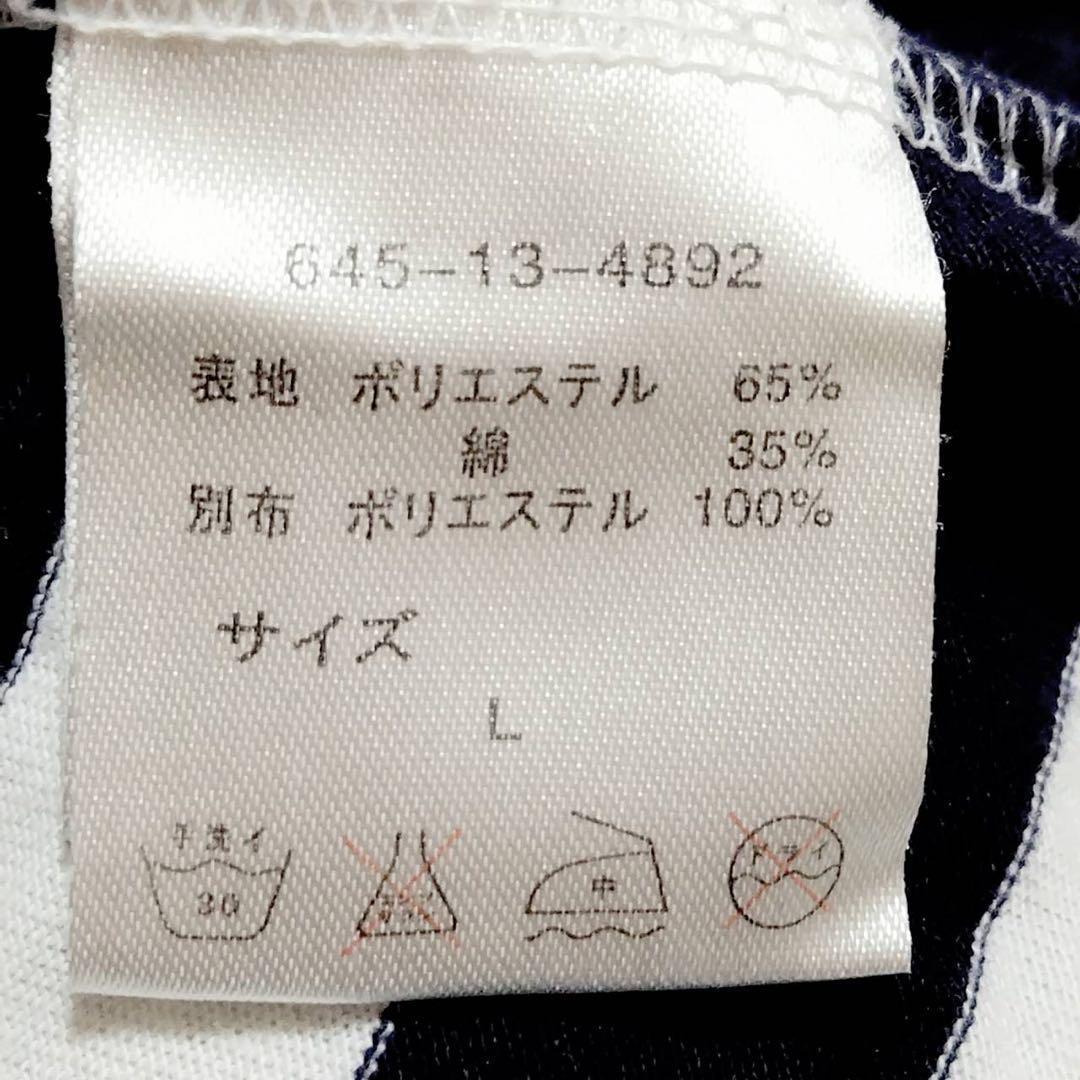 645-13-4892
表地 ポリエステル 65%
綿 35%
別布 ポリエステル 100%
サイズ
L
手洗イ
30
中
ドライ